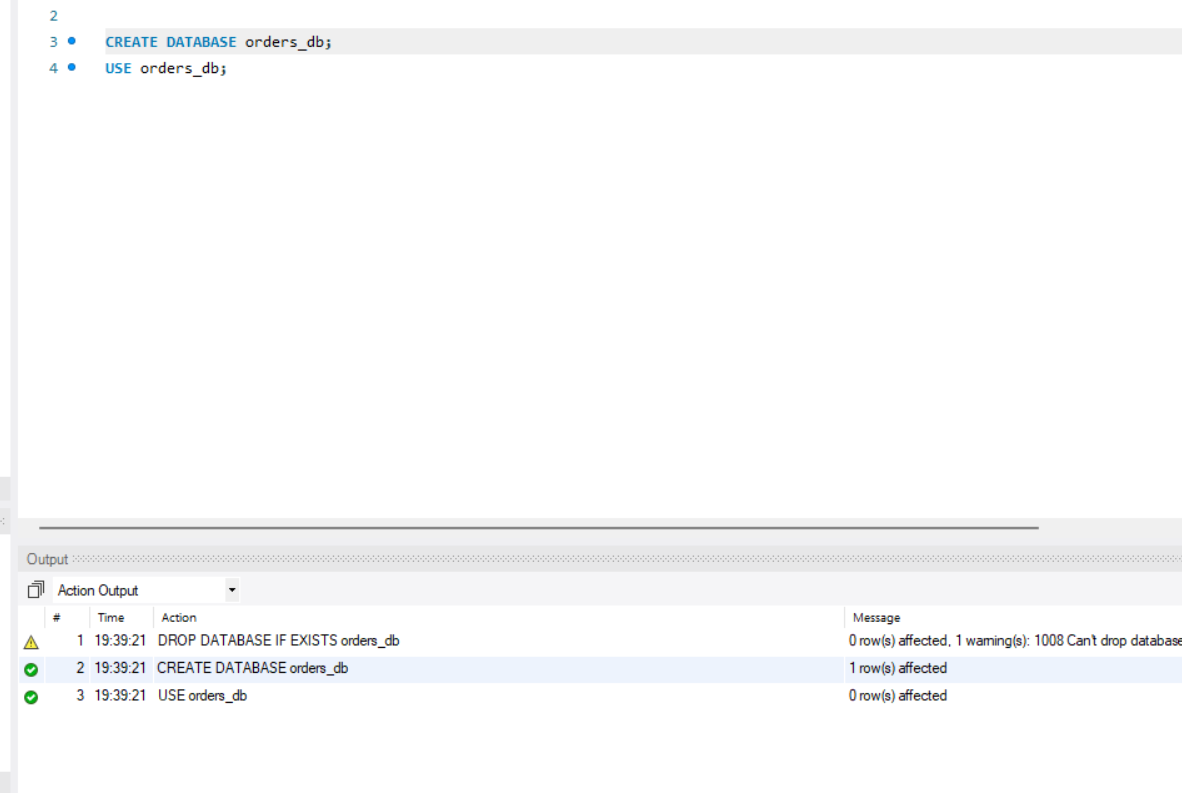 2
3 CREATE DATABASE orders_db;
4 USE orders_db;
Output
Action Output
# Time Action Message
1 19:39:21 DROP DATABASE IF EXISTS orders_db 0 row(s) affected, 1 warning(s): 1008 Can't drop database
2 19:39:21 CREATE DATABASE orders_db 1 row(s) affected
3 19:39:21 USE orders_db 0 row(s) affected